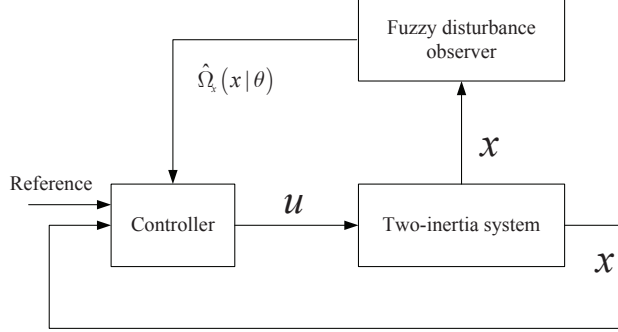 Fuzzy disturbance
observer
Ω̂ₓ(x|θ)
x
Reference
Controller
u
Two-inertia system
x